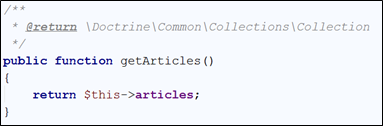 /**
 * @return \Doctrine\Common\Collections\Collection
 */
public function getArticles()
{
    return $this->articles;
}